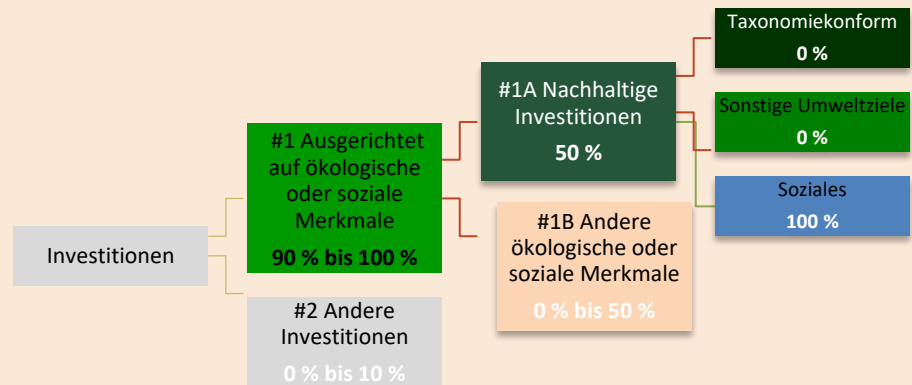 Investitionen
#1 Ausgerichtet
auf ökologische
oder soziale
Merkmale
90 % bis 100 %
#2 Andere
Investitionen
0 % bis 10 %
#1A Nachhaltige
Investitionen
50 %
#1B Andere
ökologische oder
soziale Merkmale
0 % bis 50 %
Taxonomiekonform
0 %
Sonstige Umweltziele
0 %
Soziales
100 %